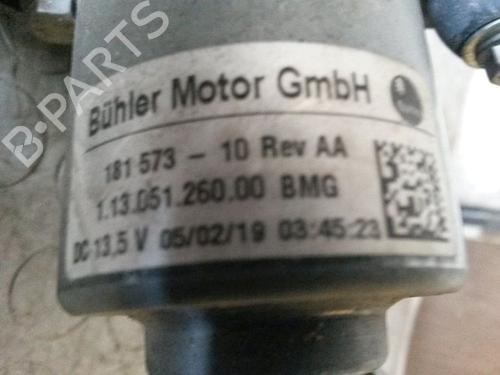 B-PARTS
Bühler Motor GmbH
181 573 - 10 Rev AA
1.13.051.260.00 BMG
DC 13,5 V 05/02/19 03:45:23